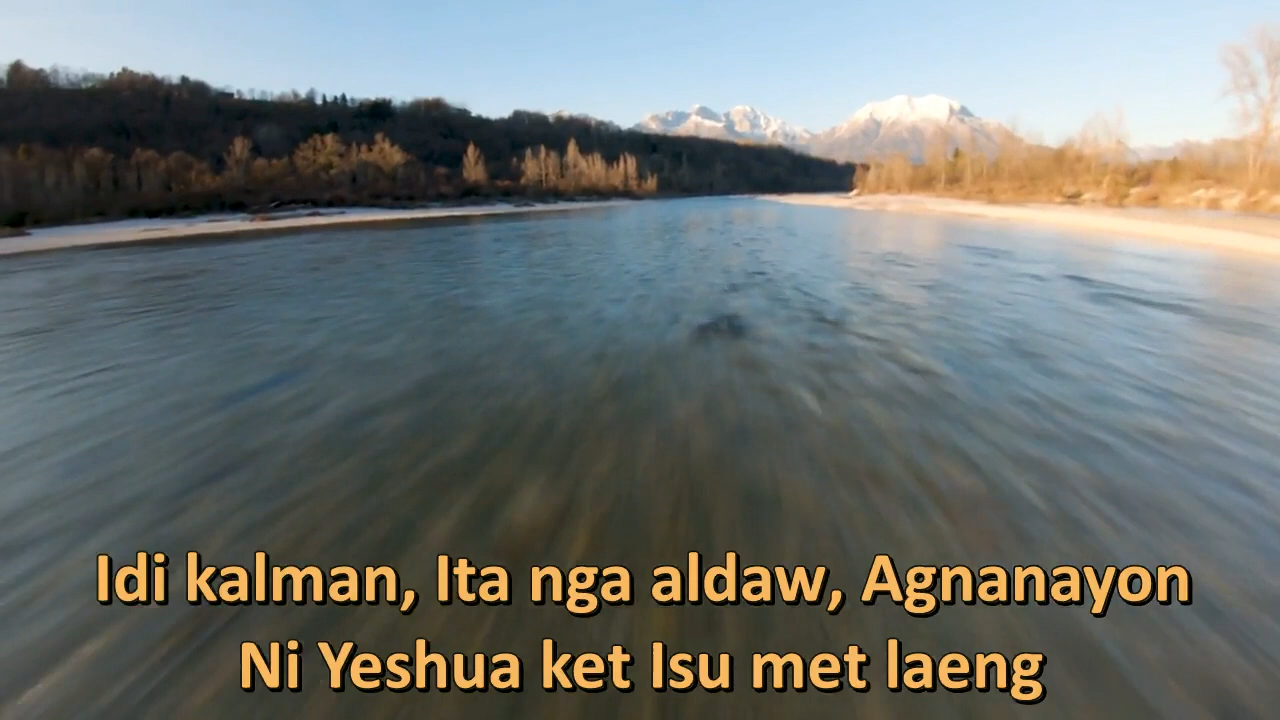 Idi kalman, Ita nga aldaw, Agnanayon
Ni Yeshua ket Isu met laeng